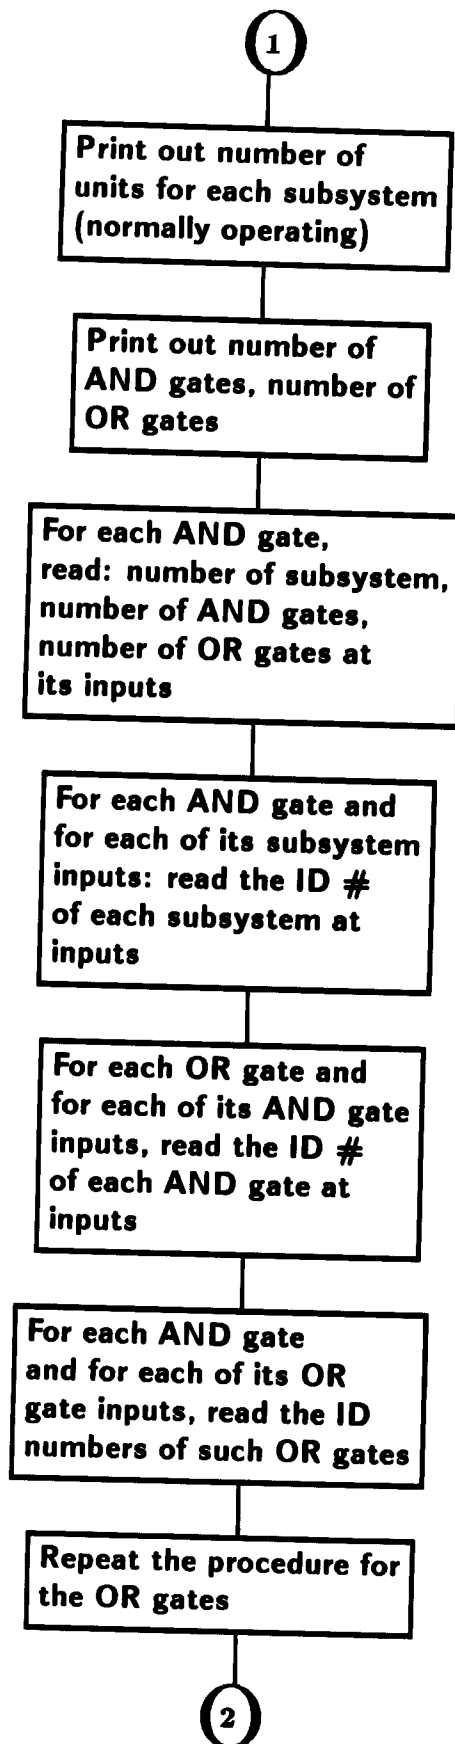 1
Print out number of
units for each subsystem
(normally operating)
Print out number of
AND gates, number of
OR gates
For each AND gate,
read: number of subsystem,
number of AND gates,
number of OR gates at
its inputs
For each AND gate and
for each of its subsystem
inputs: read the ID #
of each subsystem at
inputs
For each OR gate and
for each of its AND gate
inputs, read the ID #
of each AND gate at
inputs
For each AND gate
and for each of its OR
gate inputs, read the ID
numbers of such OR gates
Repeat the procedure for
the OR gates
2